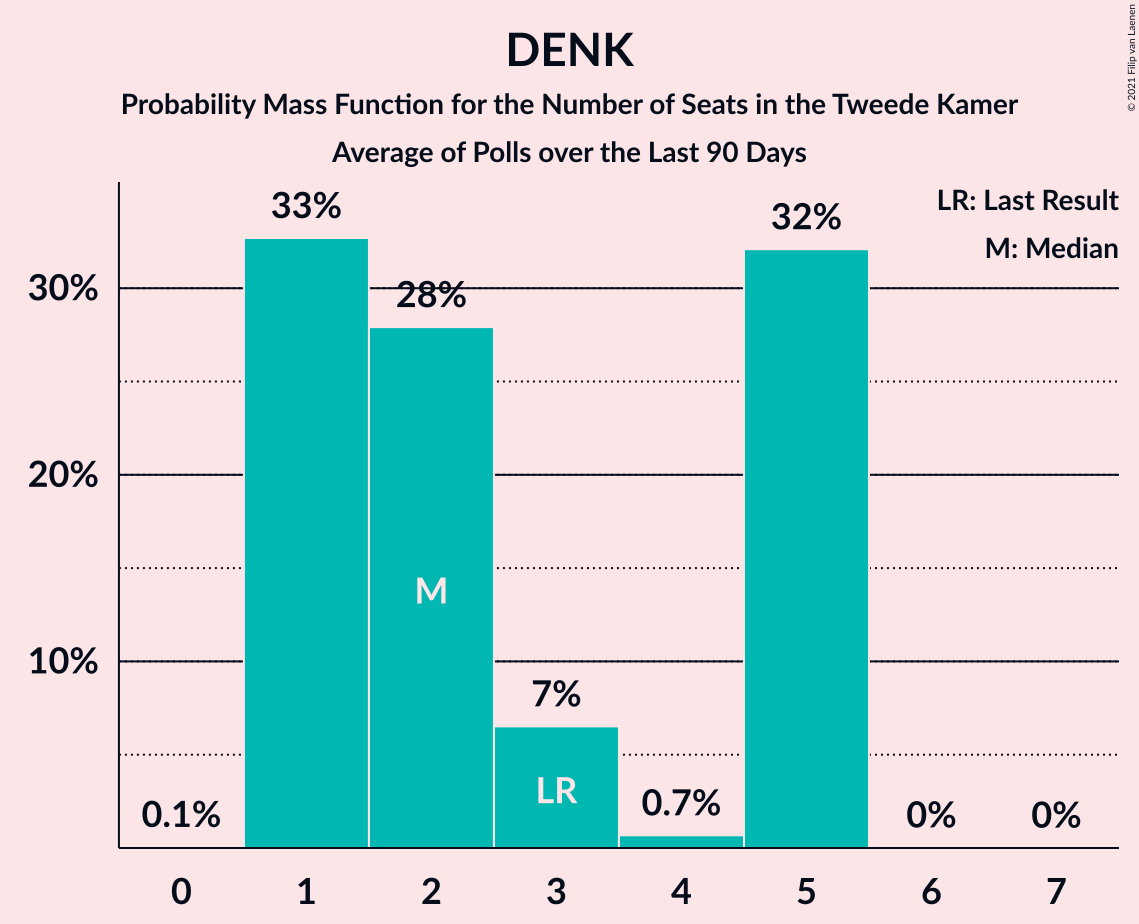 DENK
Probability Mass Function for the Number of Seats in the Tweede Kamer
Average of Polls over the Last 90 Days
© 2021 Filip van Laenen
LR: Last Result
M: Median
33%
28%
7%
0.7%
32%
0.1%
0%
0%
30%
20%
10%
M
LR
0 1 2 3 4 5 6 7